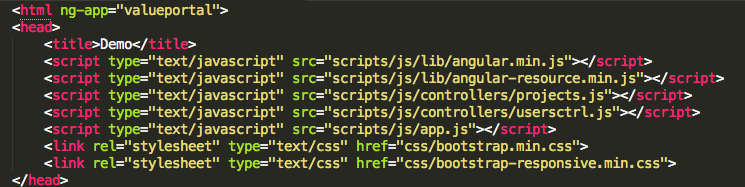 <html ng-app="valueportal">
<head>
    <title>Demo</title>
    <script type="text/javascript" src="scripts/js/lib/angular.min.js"></script>
    <script type="text/javascript" src="scripts/js/lib/angular-resource.min.js"></script>
    <script type="text/javascript" src="scripts/js/controllers/projects.js"></script>
    <script type="text/javascript" src="scripts/js/controllers/usersctrl.js"></script>
    <script type="text/javascript" src="scripts/js/app.js"></script>
    <link rel="stylesheet" type="text/css" href="css/bootstrap.min.css">
    <link rel="stylesheet" type="text/css" href="css/bootstrap-responsive.min.css">
</head>